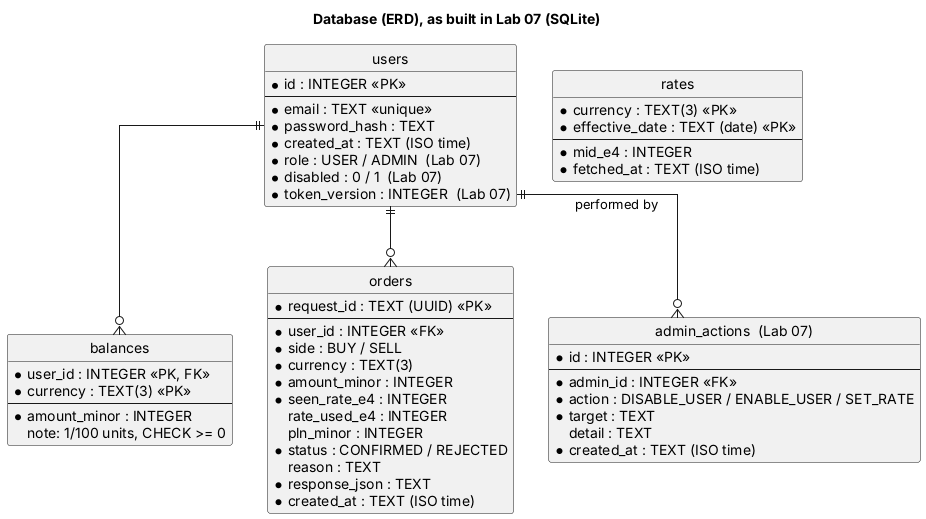 Database (ERD), as built in Lab 07 (SQLite)
users
id : INTEGER «PK»
email : TEXT «unique»
password_hash : TEXT
created_at : TEXT (ISO time)
role : USER / ADMIN (Lab 07)
disabled : 0 / 1 (Lab 07)
token_version : INTEGER (Lab 07)
rates
currency : TEXT(3) «PK»
effective_date : TEXT (date) «PK»
mid_e4 : INTEGER
fetched_at : TEXT (ISO time)
performed by
balances
user_id : INTEGER «PK, FK»
currency : TEXT(3) «PK»
amount_minor : INTEGER
note: 1/100 units, CHECK >= 0
orders
request_id : TEXT (UUID) «PK»
user_id : INTEGER «FK»
side : BUY / SELL
currency : TEXT(3)
amount_minor : INTEGER
seen_rate_e4 : INTEGER
rate_used_e4 : INTEGER
pln_minor : INTEGER
status : CONFIRMED / REJECTED
reason : TEXT
response_json : TEXT
created_at : TEXT (ISO time)
admin_actions (Lab 07)
id : INTEGER «PK»
admin_id : INTEGER «FK»
action : DISABLE_USER / ENABLE_USER / SET_RATE
target : TEXT
detail : TEXT
created_at : TEXT (ISO time)